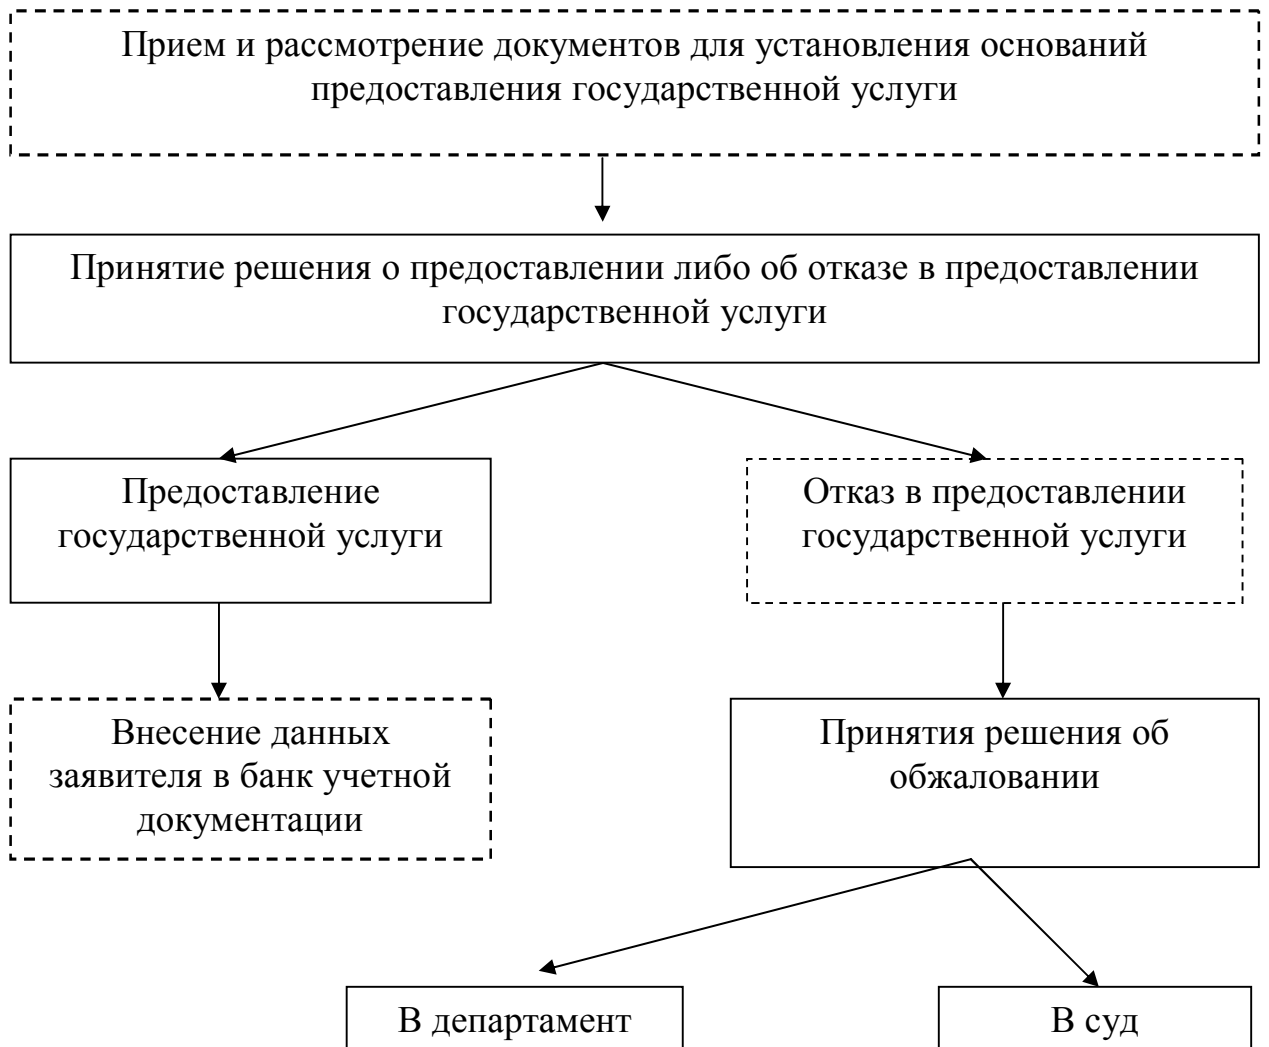 Прием и рассмотрение документов для установления оснований
предоставления государственной услуги
Принятие решения о предоставлении либо об отказе в предоставлении
государственной услуги
Предоставление
государственной услуги
Отказ в предоставлении
государственной услуги
Внесение данных
заявителя в банк учетной
документации
Принятия решения об
обжаловании
В департамент
В суд